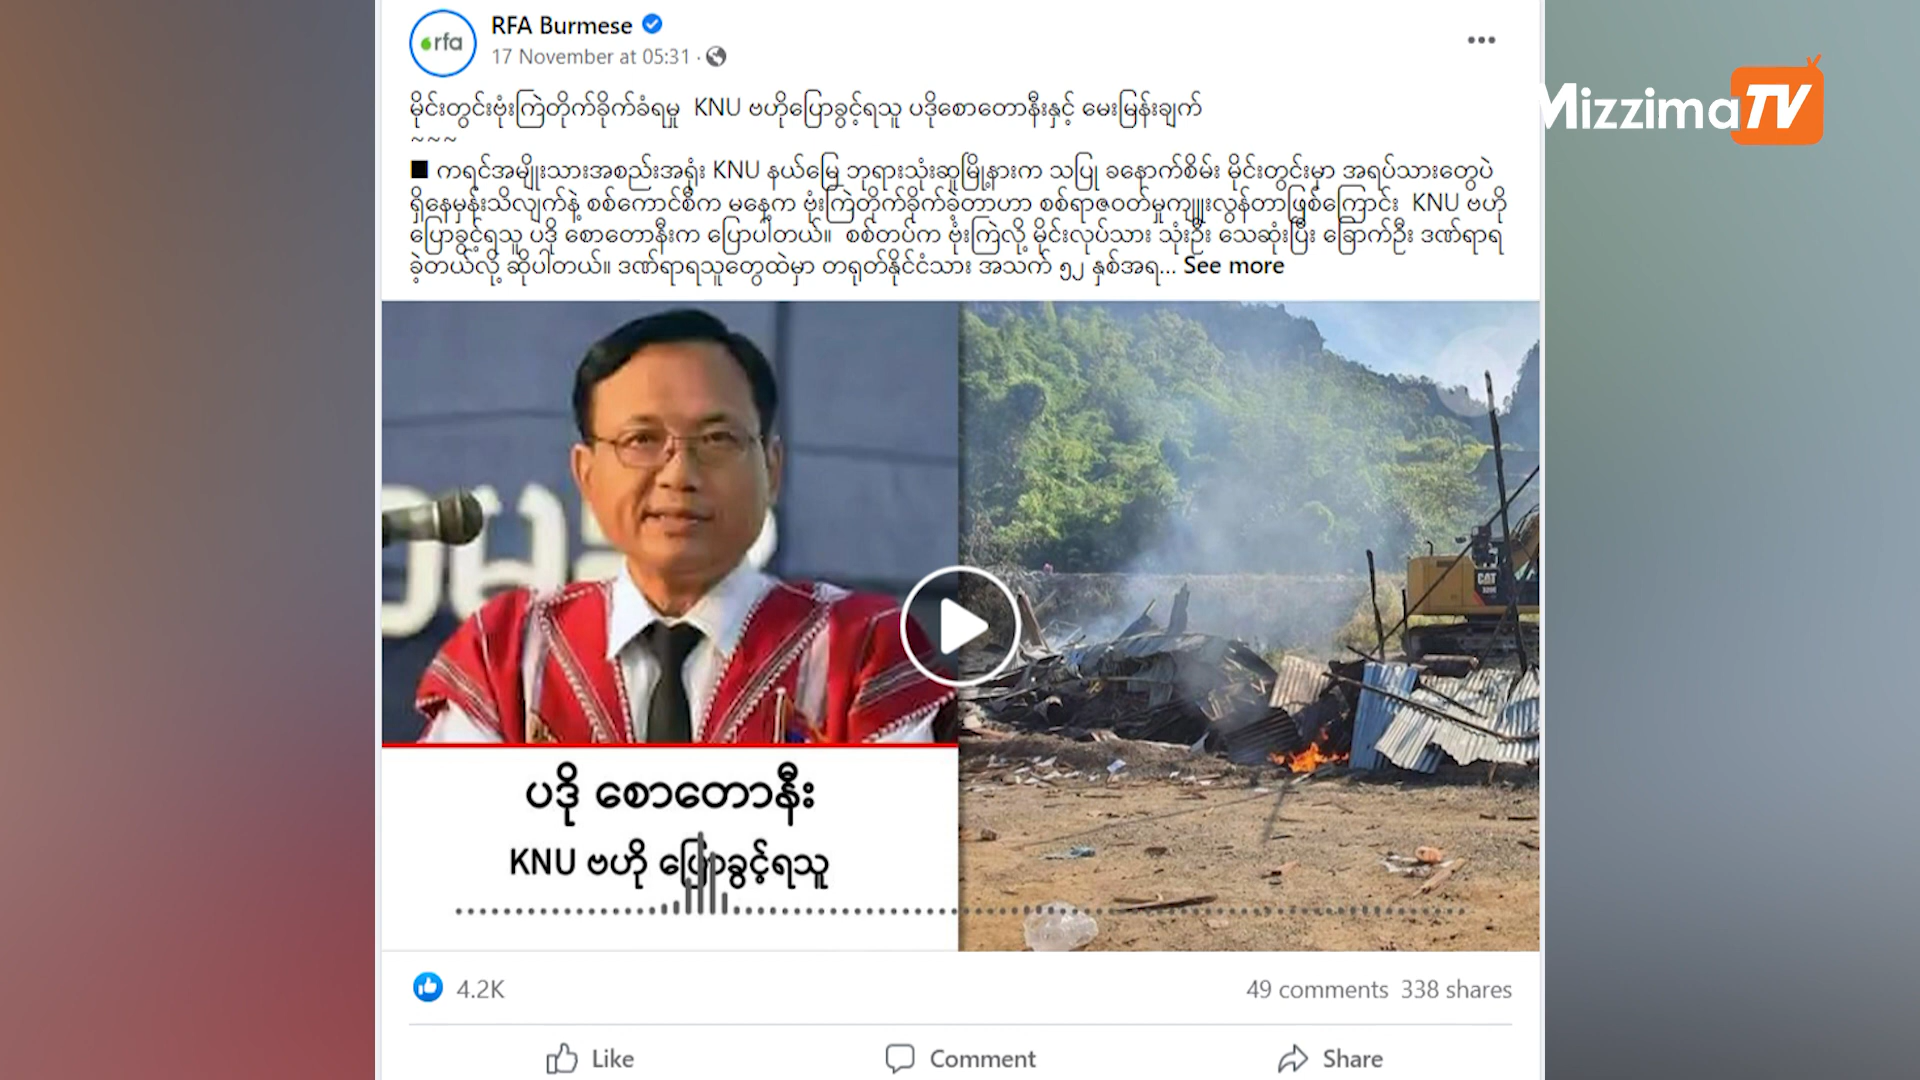 rfa
RFA Burmese
17 November at 05:31 ·
Mizzima TV
မိုင်းတွင်းဗုံးကြဲတိုက်ခိုက်ခံရမှု KNU ဗဟိုပြောခွင့်ရသူ ပဒိုစောတောနီးနှင့် မေးမြန်းချက်
~~~
■ ကရင်အမျိုးသားအစည်းအရုံး KNU နယ်မြေ ဘုရားသုံးဆူမြို့နားက သပြု ခနောက်စိမ်း မိုင်းတွင်းမှာ အရပ်သားတွေပဲ
ရှိနေမှန်းသိလျက်နဲ့ စစ်ကောင်စီက မနေ့က ဗုံးကြဲတိုက်ခိုက်ခဲ့တာဟာ စစ်ရာဇဝတ်မှုကျူးလွန်တာဖြစ်ကြောင်း KNU ဗဟို
ပြောခွင့်ရသူ ပဒို စောတောနီးက ပြောပါတယ်။ စစ်တပ်က ဗုံးကြဲလို့ မိုင်းလုပ်သား သုံးဦး သေဆုံးပြီး ခြောက်ဦး ဒဏ်ရာရ
ခဲ့တယ်လို့ ဆိုပါတယ်။ ဒဏ်ရာရသူတွေထဲမှာ တရုတ်နိုင်ငံသား အသက် ၅၂ နှစ်အရ... See more
CAT
ပဒို စောတောနီး
KNU ဗဟို ပြောခွင့်ရသူ
4.2K
49 comments 338 shares
Like
Comment
Share